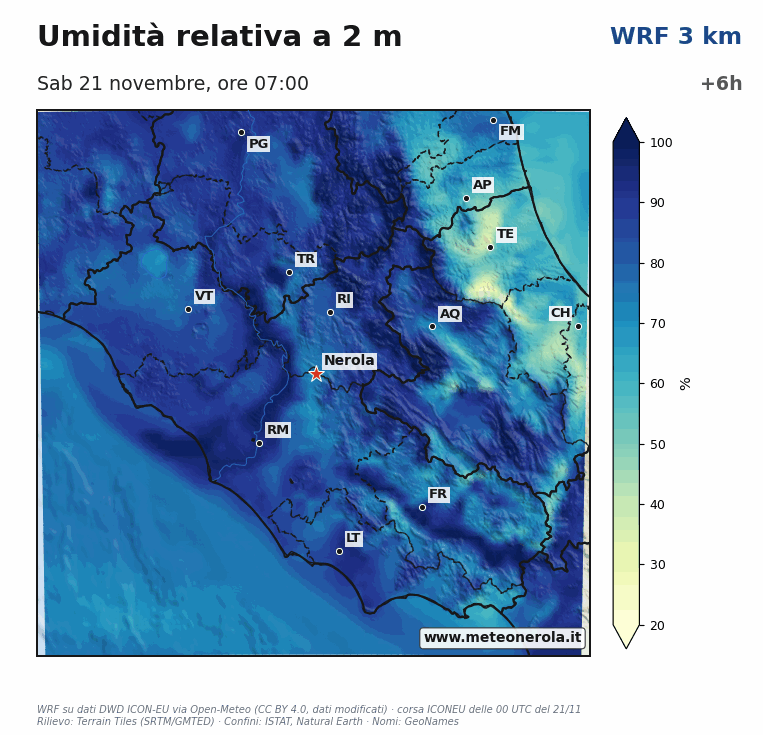 Umidità relativa a 2 m
WRF 3 km
Sab 21 novembre, ore 07:00
+6h
FM
PG
AP
TE
TR
VT
RI
AQ
CH
Nerola
RM
FR
LT
www.meteonerola.it
100
90
80
70
60
50
40
30
20
%
WRF su dati DWD ICON-EU via Open-Meteo (CC BY 4.0, dati modificati) · corsa ICONEU delle 00 UTC del 21/11
Rilievo: Terrain Tiles (SRTM/GMTED) · Confini: ISTAT, Natural Earth · Nomi: GeoNames